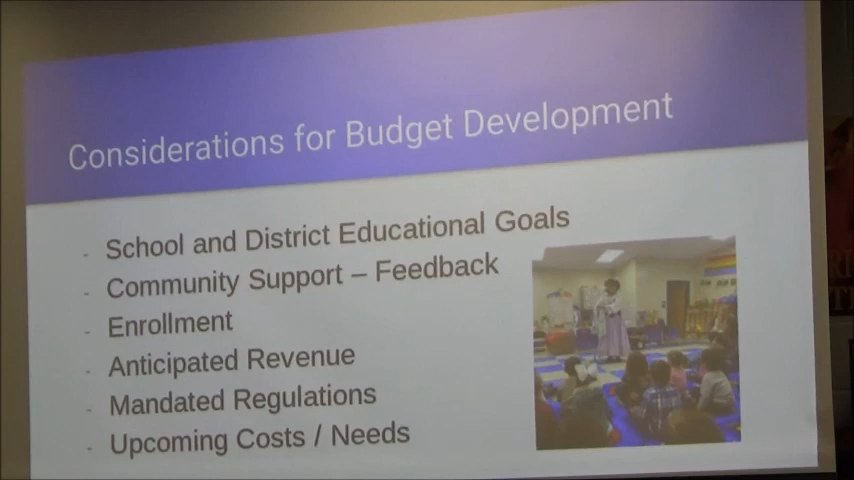 Considerations for Budget Development
- School and District Educational Goals
- Community Support – Feedback
- Enrollment
- Anticipated Revenue
- Mandated Regulations
- Upcoming Costs / Needs